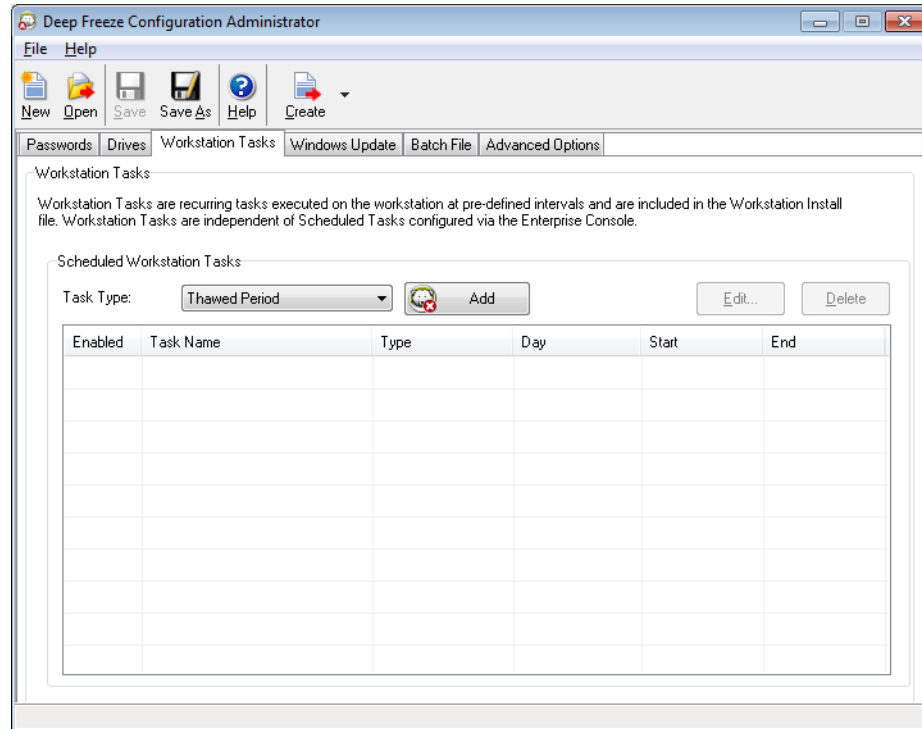 Deep Freeze Configuration Administrator
File Help
New Open Save Save As Help Create
Passwords Drives Workstation Tasks Windows Update Batch File Advanced Options
Workstation Tasks
Workstation Tasks are recurring tasks executed on the workstation at pre-defined intervals and are included in the Workstation Install
file. Workstation Tasks are independent of Scheduled Tasks configured via the Enterprise Console.
Scheduled Workstation Tasks
Task Type: Thawed Period Add Edit... Delete
Enabled Task Name Type Day Start End